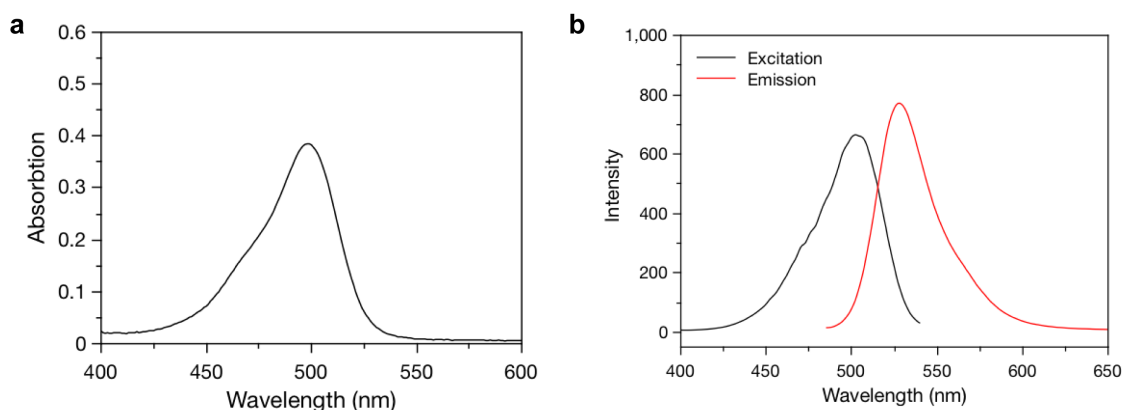 a
0.6
0.5
0.4
0.3
0.2
0.1
0
Absorbtion
400 450 500 550 600
Wavelength (nm)
b
1,000
800
600
400
200
0
Intensity
Excitation
Emission
400 450 500 550 600 650
Wavelength (nm)